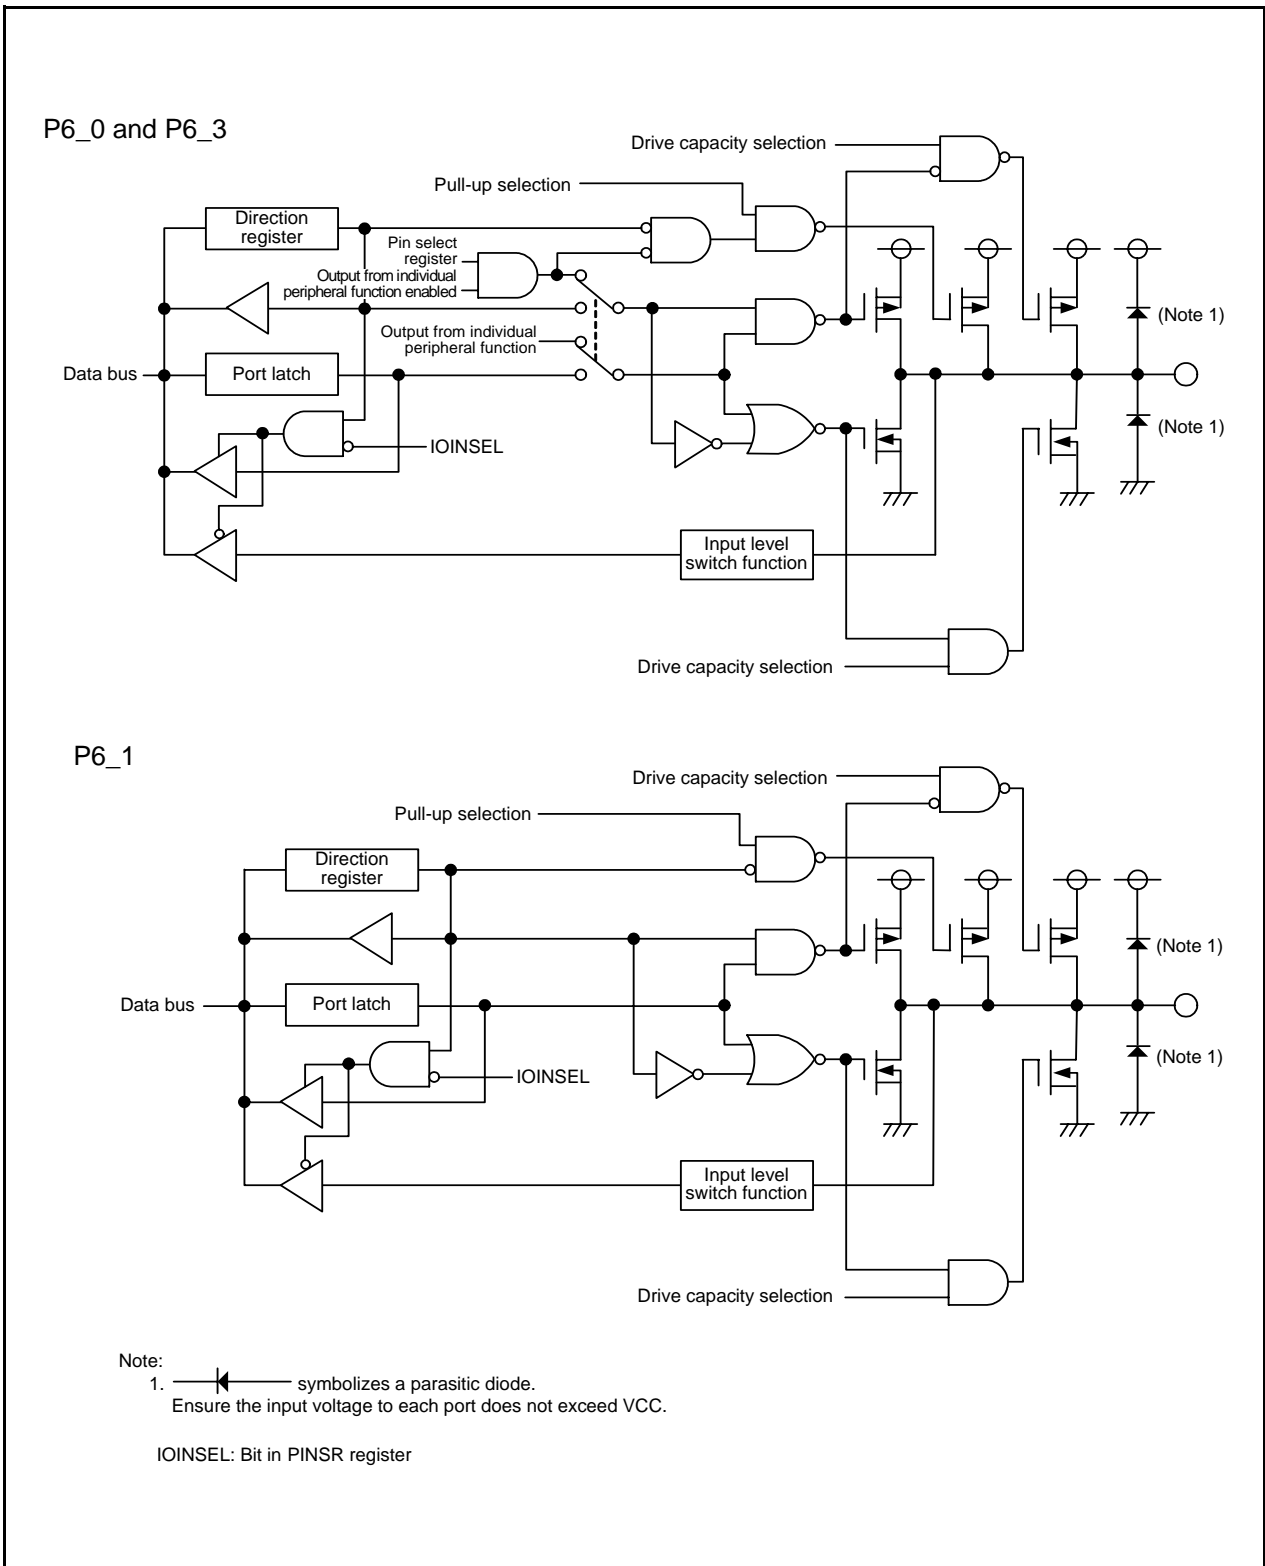 P6_0 and P6_3
Drive capacity selection
Pull-up selection
Direction
register
Pin select
register
Output from individual
peripheral function enabled
(Note 1)
Output from individual
peripheral function
Data bus
Port latch
(Note 1)
IOINSEL
Input level
switch function
Drive capacity selection
P6_1
Drive capacity selection
Pull-up selection
Direction
register
(Note 1)
Data bus
Port latch
(Note 1)
IOINSEL
Input level
switch function
Drive capacity selection
Note:
1. symbolizes a parasitic diode.
Ensure the input voltage to each port does not exceed VCC.
IOINSEL: Bit in PINSR register